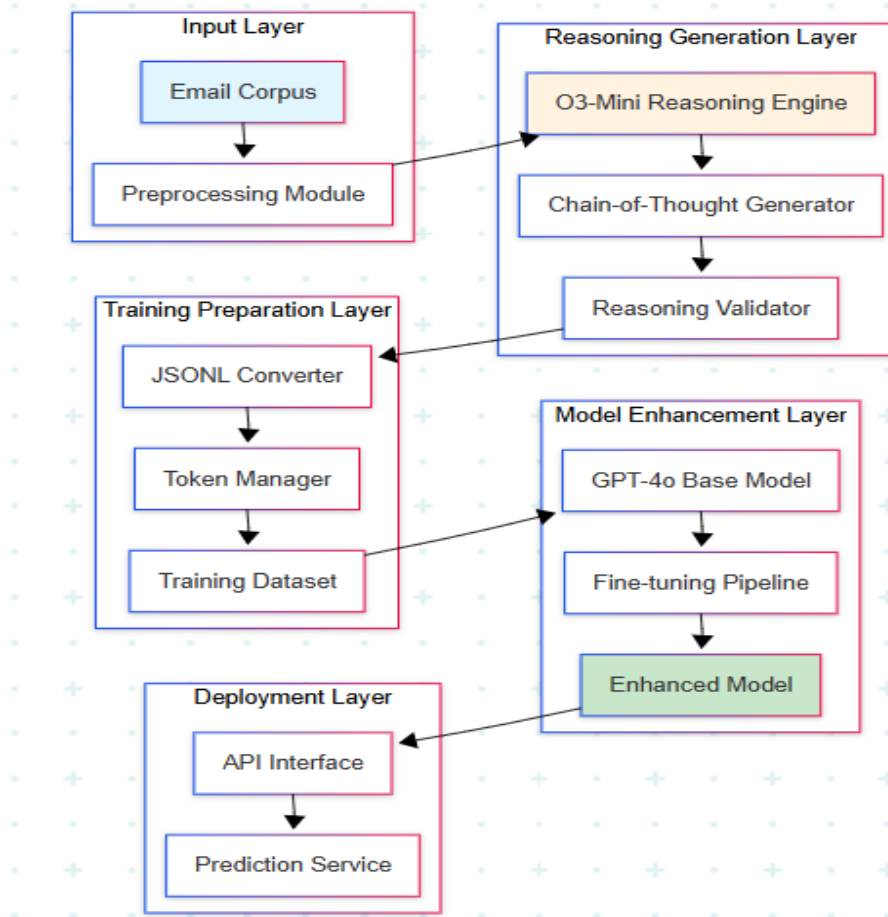 Input Layer
Email Corpus
Preprocessing Module
Reasoning Generation Layer
O3-Mini Reasoning Engine
Chain-of-Thought Generator
Reasoning Validator
Training Preparation Layer
JSONL Converter
Token Manager
Training Dataset
Model Enhancement Layer
GPT-4o Base Model
Fine-tuning Pipeline
Enhanced Model
Deployment Layer
API Interface
Prediction Service